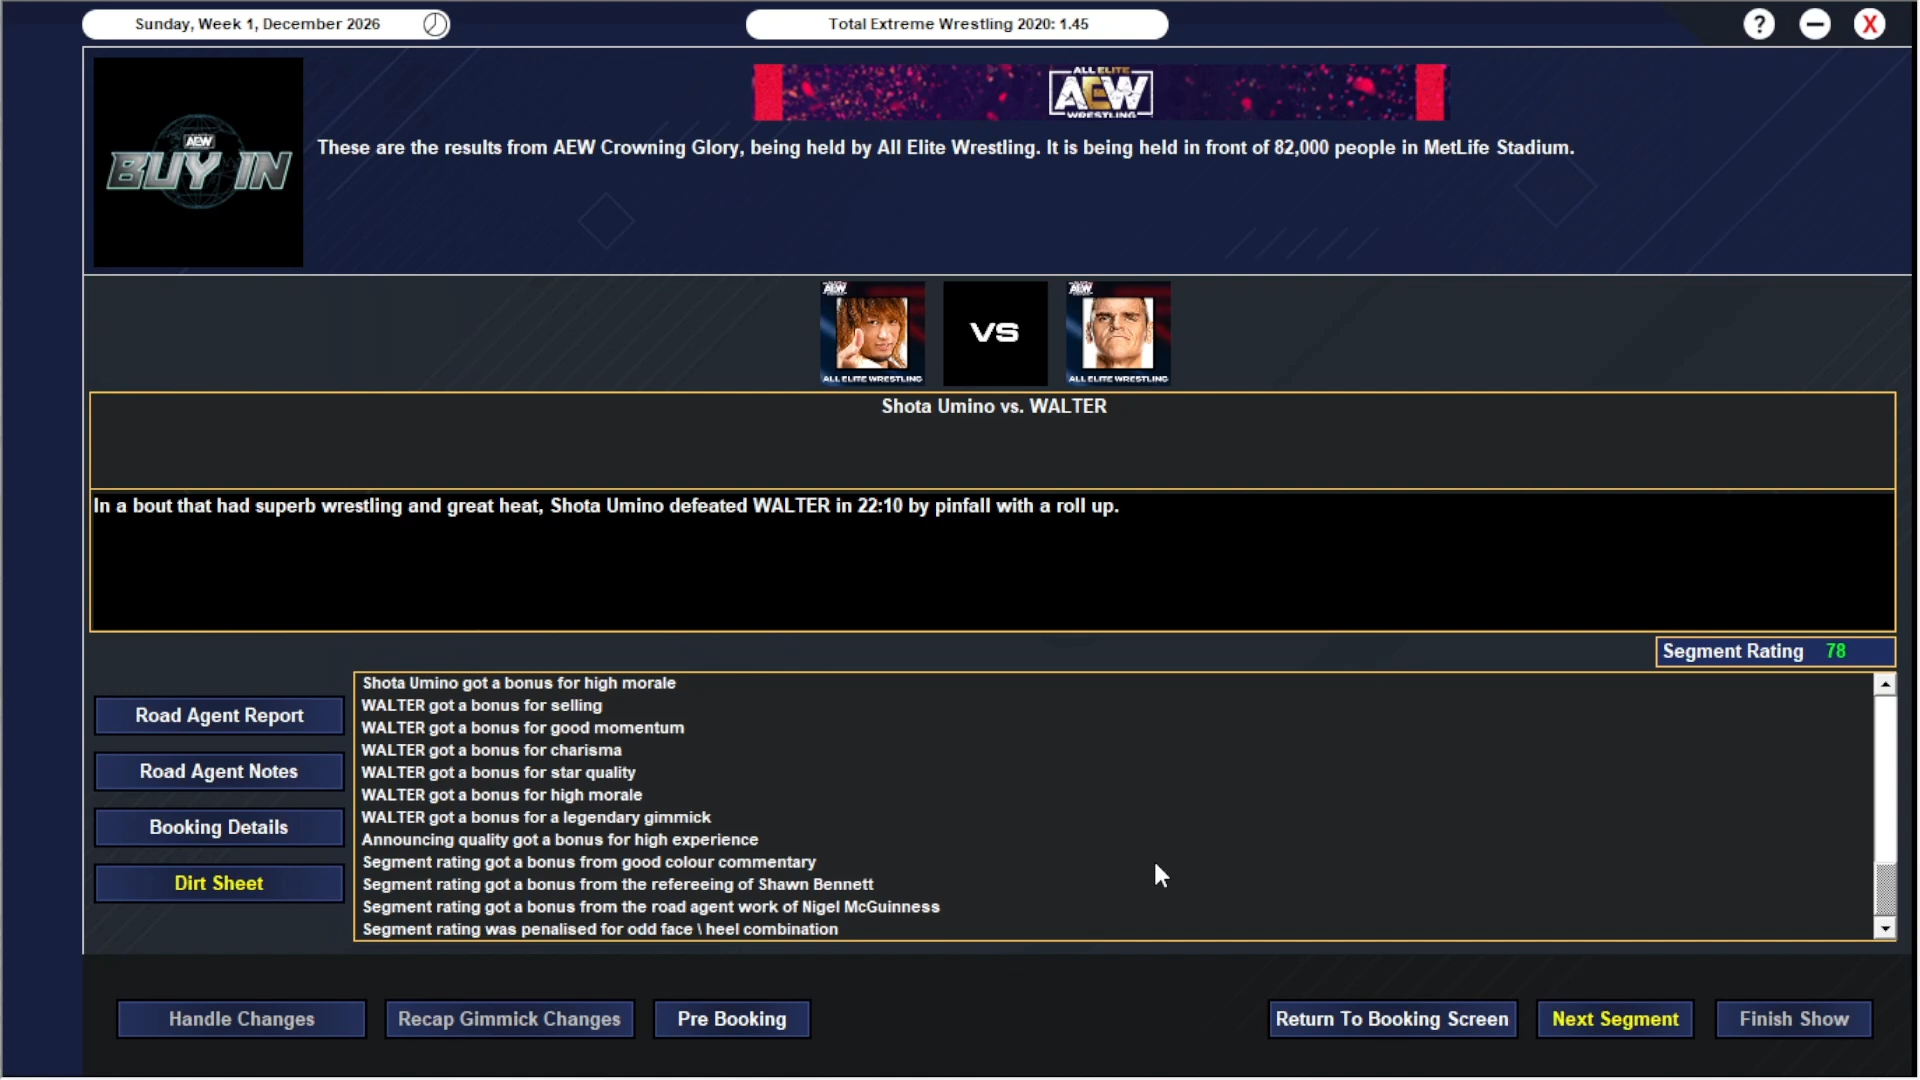 Sunday, Week 1, December 2026
Total Extreme Wrestling 2020: 1.45
?
X
ALL ELITE
AEW
WRESTLING
AEW
BUY IN
These are the results from AEW Crowning Glory, being held by All Elite Wrestling. It is being held in front of 82,000 people in MetLife Stadium.
AEW
VS
AEW
ALL ELITE WRESTLING
ALL ELITE WRESTLING
Shota Umino vs. WALTER
In a bout that had superb wrestling and great heat, Shota Umino defeated WALTER in 22:10 by pinfall with a roll up.
Segment Rating 78
Road Agent Report
Road Agent Notes
Booking Details
Dirt Sheet
Shota Umino got a bonus for high morale
WALTER got a bonus for selling
WALTER got a bonus for good momentum
WALTER got a bonus for charisma
WALTER got a bonus for star quality
WALTER got a bonus for high morale
WALTER got a bonus for a legendary gimmick
Announcing quality got a bonus for high experience
Segment rating got a bonus from good colour commentary
Segment rating got a bonus from the refereeing of Shawn Bennett
Segment rating got a bonus from the road agent work of Nigel McGuinness
Segment rating was penalised for odd face \ heel combination
Handle Changes
Recap Gimmick Changes
Pre Booking
Return To Booking Screen
Next Segment
Finish Show